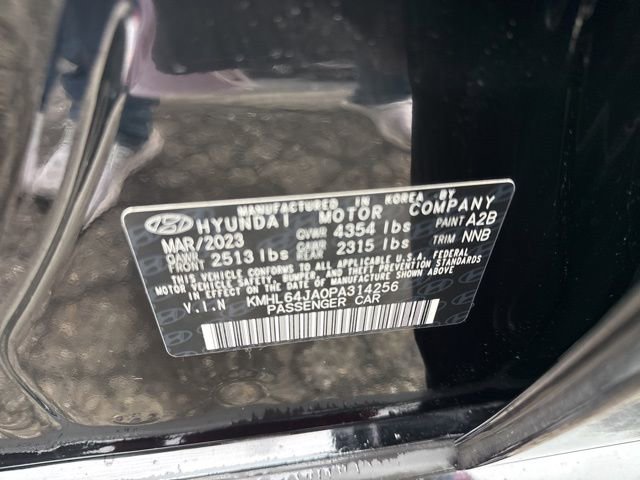 MANUFACTURED IN KOREA BY
HYUNDAI MOTOR COMPANY
MAR/2023 GVWR 4354 lbs PAINT A2B
GAWR FRONT 2513 lbs GAWR REAR 2315 lbs TRIM NNB
THIS VEHICLE CONFORMS TO ALL APPLICABLE U.S.A. FEDERAL
MOTOR VEHICLE SAFETY, BUMPER, AND THEFT PREVENTION STANDARDS
IN EFFECT ON THE DATE OF MANUFACTURE SHOWN ABOVE
V.I.N KMHL64JA0PA314256
PASSENGER CAR